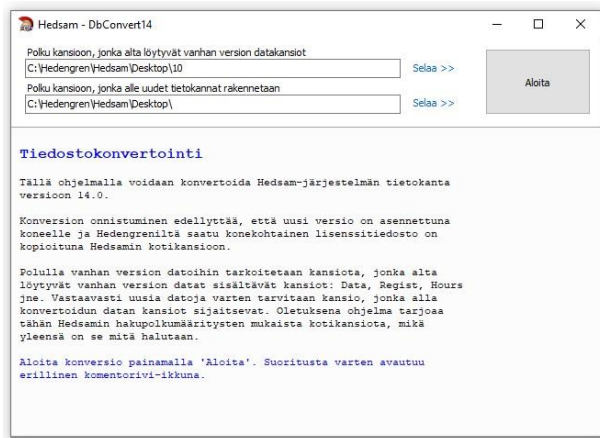 Hedsam - DbConvert14
Polku kansioon, jonka alta löytyvät vanhan version datakansiot
C:\Hedengren\Hedsam\Desktop\10
Selaa >>
Aloita
Polku kansioon, jonka alle uudet tietokannat rakennetaan
C:\Hedengren\Hedsam\Desktop\
Selaa >>
Tiedostokonvertointi
Tällä ohjelmalla voidaan konvertoida Hedsam-järjestelmän tietokanta
versioon 14.0.
Konversion onnistuminen edellyttää, että uusi versio on asennettuna
koneelle ja Hedengreniltä saatu konekohtainen lisenssitiedosto on
kopioituna Hedsamin kotikansioon.
Polulla vanhan version datoihin tarkoitetaan kansiota, jonka alta
löytyvät vanhan version datat sisältävät kansiot: Data, Regist, Hours
jne. Vastaavasti uusia datoja varten tarvitaan kansio, jonka alla
konvertoidun datan kansiot sijaitsevat. Oletuksena ohjelma tarjoaa
tähän Hedsamin hakupolkumääritysten mukaista kotikansiota, mikä
yleensä on se mitä halutaan.
Aloita konversio painamalla 'Aloita'. Suoritusta varten avautuu
erillinen komentorivi-ikkuna.